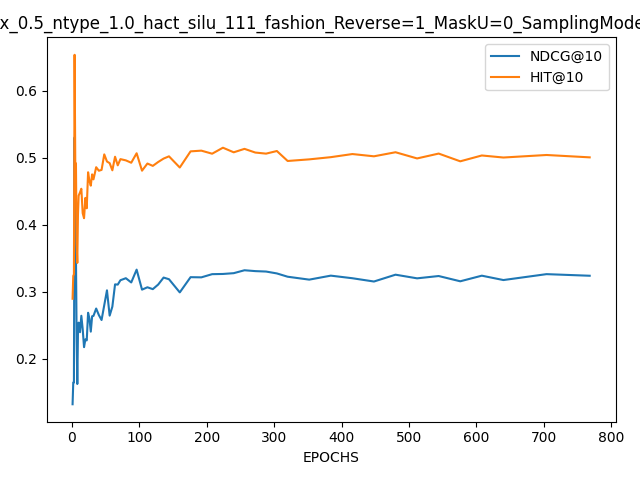 x_0.5_ntype_1.0_hact_silu_111_fashion_Reverse=1_MaskU=0_SamplingMode
NDCG@10
HIT@10
0.6
0.5
0.4
0.3
0.2
0 100 200 300 400 500 600 700 800
EPOCHS